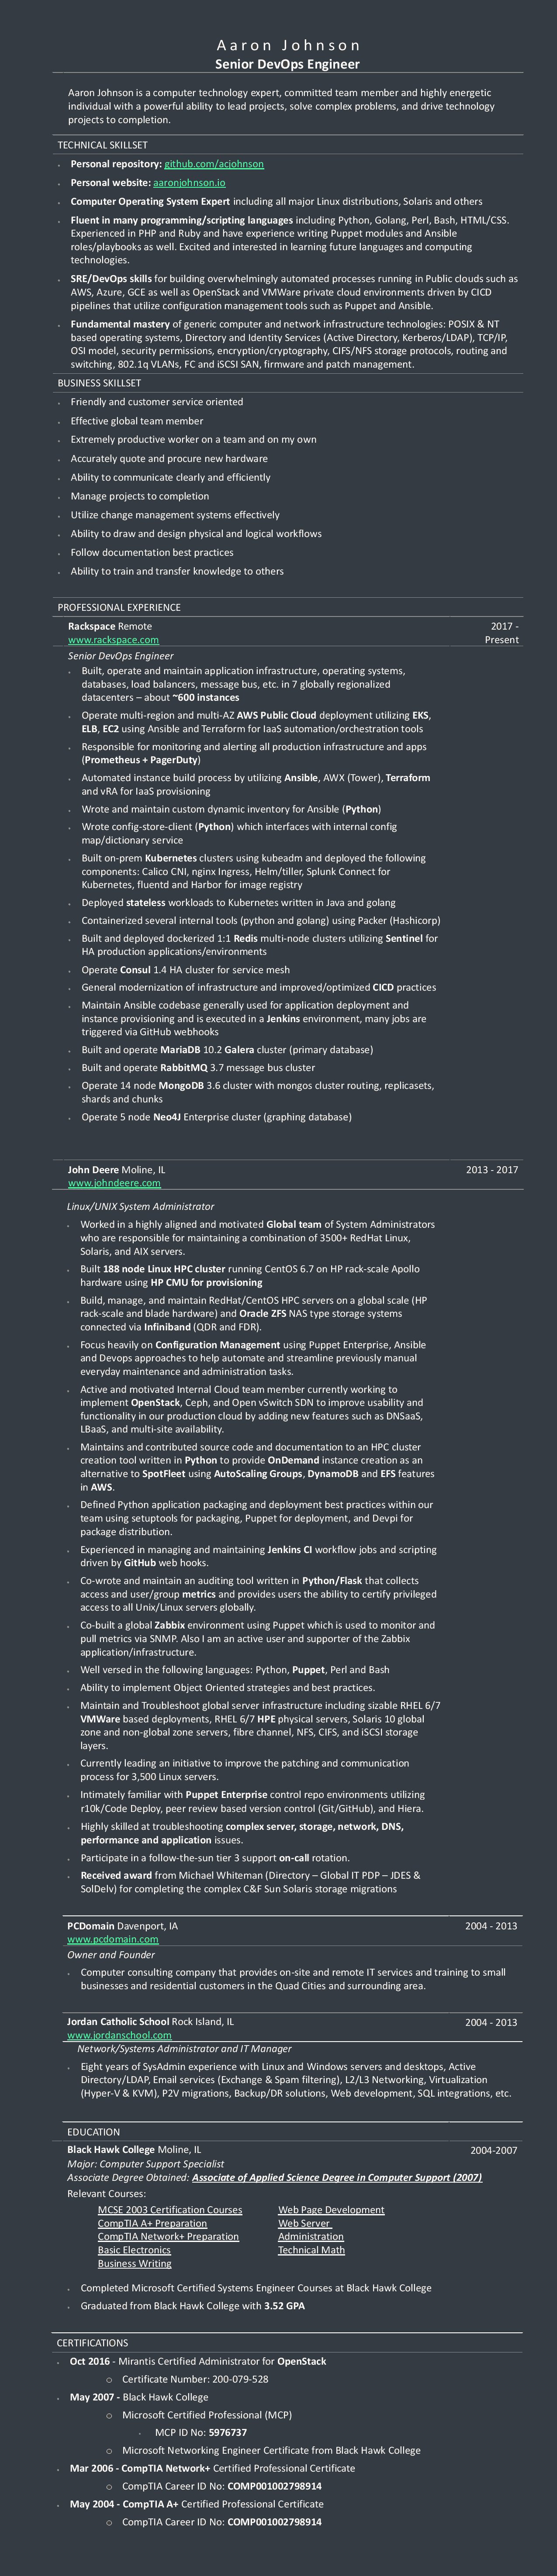 Aaron Johnson
Senior DevOps Engineer
Aaron Johnson is a computer technology expert, committed team member and highly energetic
individual with a powerful ability to lead projects, solve complex problems, and drive technology
projects to completion.
TECHNICAL SKILLSET
Personal repository: github.com/acjohnson
Personal website: aaronjohnson.io
Computer Operating System Expert including all major Linux distributions, Solaris and others
Fluent in many programming/scripting languages including Python, Golang, Perl, Bash, HTML/CSS.
Experienced in PHP and Ruby and have experience writing Puppet modules and Ansible
roles/playbooks as well. Excited and interested in learning future languages and computing
technologies.
SRE/DevOps skills for building overwhelmingly automated processes running in Public clouds such as
AWS, Azure, GCE as well as OpenStack and VMWare private cloud environments driven by CICD
pipelines that utilize configuration management tools such as Puppet and Ansible.
Fundamental mastery of generic computer and network infrastructure technologies: POSIX & NT
based operating systems, Directory and Identity Services (Active Directory, Kerberos/LDAP), TCP/IP,
OSI model, security permissions, encryption/cryptography, CIFS/NFS storage protocols, routing and
switching, 802.1q VLANs, FC and iSCSI SAN, firmware and patch management.
BUSINESS SKILLSET
Friendly and customer service oriented
Effective global team member
Extremely productive worker on a team and on my own
Accurately quote and procure new hardware
Ability to communicate clearly and efficiently
Manage projects to completion
Utilize change management systems effectively
Ability to draw and design physical and logical workflows
Follow documentation best practices
Ability to train and transfer knowledge to others
PROFESSIONAL EXPERIENCE
Rackspace Remote 2017 -
www.rackspace.com Present
Senior DevOps Engineer
Built, operate and maintain application infrastructure, operating systems,
databases, load balancers, message bus, etc. in 7 globally regionalized
datacenters – about ~600 instances
Operate multi-region and multi-AZ AWS Public Cloud deployment utilizing EKS,
ELB, EC2 using Ansible and Terraform for IaaS automation/orchestration tools
Responsible for monitoring and alerting all production infrastructure and apps
(Prometheus + PagerDuty)
Automated instance build process by utilizing Ansible, AWX (Tower), Terraform
and vRA for IaaS provisioning
Wrote and maintain custom dynamic inventory for Ansible (Python)
Wrote config-store-client (Python) which interfaces with internal config
map/dictionary service
Built on-prem Kubernetes clusters using kubeadm and deployed the following
components: Calico CNI, nginx Ingress, Helm/tiller, Splunk Connect for
Kubernetes, fluentd and Harbor for image registry
Deployed stateless workloads to Kubernetes written in Java and golang
Containerized several internal tools (python and golang) using Packer (Hashicorp)
Built and deployed dockerized 1:1 Redis multi-node clusters utilizing Sentinel for
HA production applications/environments
Operate Consul 1.4 HA cluster for service mesh
General modernization of infrastructure and improved/optimized CICD practices
Maintain Ansible codebase generally used for application deployment and
instance provisioning and is executed in a Jenkins environment, many jobs are
triggered via GitHub webhooks
Built and operate MariaDB 10.2 Galera cluster (primary database)
Built and operate RabbitMQ 3.7 message bus cluster
Operate 14 node MongoDB 3.6 cluster with mongos cluster routing, replicasets,
shards and chunks
Operate 5 node Neo4J Enterprise cluster (graphing database)
John Deere Moline, IL 2013 - 2017
www.johndeere.com
Linux/UNIX System Administrator
Worked in a highly aligned and motivated Global team of System Administrators
who are responsible for maintaining a combination of 3500+ RedHat Linux,
Solaris, and AIX servers.
Built 188 node Linux HPC cluster running CentOS 6.7 on HP rack-scale Apollo
hardware using HP CMU for provisioning
Build, manage, and maintain RedHat/CentOS HPC servers on a global scale (HP
rack-scale and blade hardware) and Oracle ZFS NAS type storage systems
connected via Infiniband (QDR and FDR).
Focus heavily on Configuration Management using Puppet Enterprise, Ansible
and Devops approaches to help automate and streamline previously manual
everyday maintenance and administration tasks.
Active and motivated Internal Cloud team member currently working to
implement OpenStack, Ceph, and Open vSwitch SDN to improve usability and
functionality in our production cloud by adding new features such as DNSaaS,
LBaaS, and multi-site availability.
Maintains and contributed source code and documentation to an HPC cluster
creation tool written in Python to provide OnDemand instance creation as an
alternative to SpotFleet using AutoScaling Groups, DynamoDB and EFS features
in AWS.
Defined Python application packaging and deployment best practices within our
team using setuptools for packaging, Puppet for deployment, and Devpi for
package distribution.
Experienced in managing and maintaining Jenkins CI workflow jobs and scripting
driven by GitHub web hooks.
Co-wrote and maintain an auditing tool written in Python/Flask that collects
access and user/group metrics and provides users the ability to certify privileged
access to all Unix/Linux servers globally.
Co-built a global Zabbix environment using Puppet which is used to monitor and
pull metrics via SNMP. Also I am an active user and supporter of the Zabbix
application/infrastructure.
Well versed in the following languages: Python, Puppet, Perl and Bash
Ability to implement Object Oriented strategies and best practices.
Maintain and Troubleshoot global server infrastructure including sizable RHEL 6/7
VMWare based deployments, RHEL 6/7 HPE physical servers, Solaris 10 global
zone and non-global zone servers, fibre channel, NFS, CIFS, and iSCSI storage
layers.
Currently leading an initiative to improve the patching and communication
process for 3,500 Linux servers.
Intimately familiar with Puppet Enterprise control repo environments utilizing
r10k/Code Deploy, peer review based version control (Git/GitHub), and Hiera.
Highly skilled at troubleshooting complex server, storage, network, DNS,
performance and application issues.
Participate in a follow-the-sun tier 3 support on-call rotation.
Received award from Michael Whiteman (Directory – Global IT PDP – JDES &
SolDelv) for completing the complex C&F Sun Solaris storage migrations
PCDomain Davenport, IA 2004 - 2013
www.pcdomain.com
Owner and Founder
Computer consulting company that provides on-site and remote IT services and training to small
businesses and residential customers in the Quad Cities and surrounding area.
Jordan Catholic School Rock Island, IL 2004 - 2013
www.jordanschool.com
Network/Systems Administrator and IT Manager
Eight years of SysAdmin experience with Linux and Windows servers and desktops, Active
Directory/LDAP, Email services (Exchange & Spam filtering), L2/L3 Networking, Virtualization
(Hyper-V & KVM), P2V migrations, Backup/DR solutions, Web development, SQL integrations, etc.
EDUCATION
Black Hawk College Moline, IL 2004-2007
Major: Computer Support Specialist
Associate Degree Obtained: Associate of Applied Science Degree in Computer Support (2007)
Relevant Courses:
MCSE 2003 Certification Courses
CompTIA A+ Preparation
CompTIA Network+ Preparation
Basic Electronics
Business Writing
Web Page Development
Web Server
Administration
Technical Math
Completed Microsoft Certified Systems Engineer Courses at Black Hawk College
Graduated from Black Hawk College with 3.52 GPA
CERTIFICATIONS
Oct 2016 - Mirantis Certified Administrator for OpenStack
Certificate Number: 200-079-528
May 2007 - Black Hawk College
Microsoft Certified Professional (MCP)
MCP ID No: 5976737
Microsoft Networking Engineer Certificate from Black Hawk College
Mar 2006 - CompTIA Network+ Certified Professional Certificate
CompTIA Career ID No: COMP001002798914
May 2004 - CompTIA A+ Certified Professional Certificate
CompTIA Career ID No: COMP001002798914